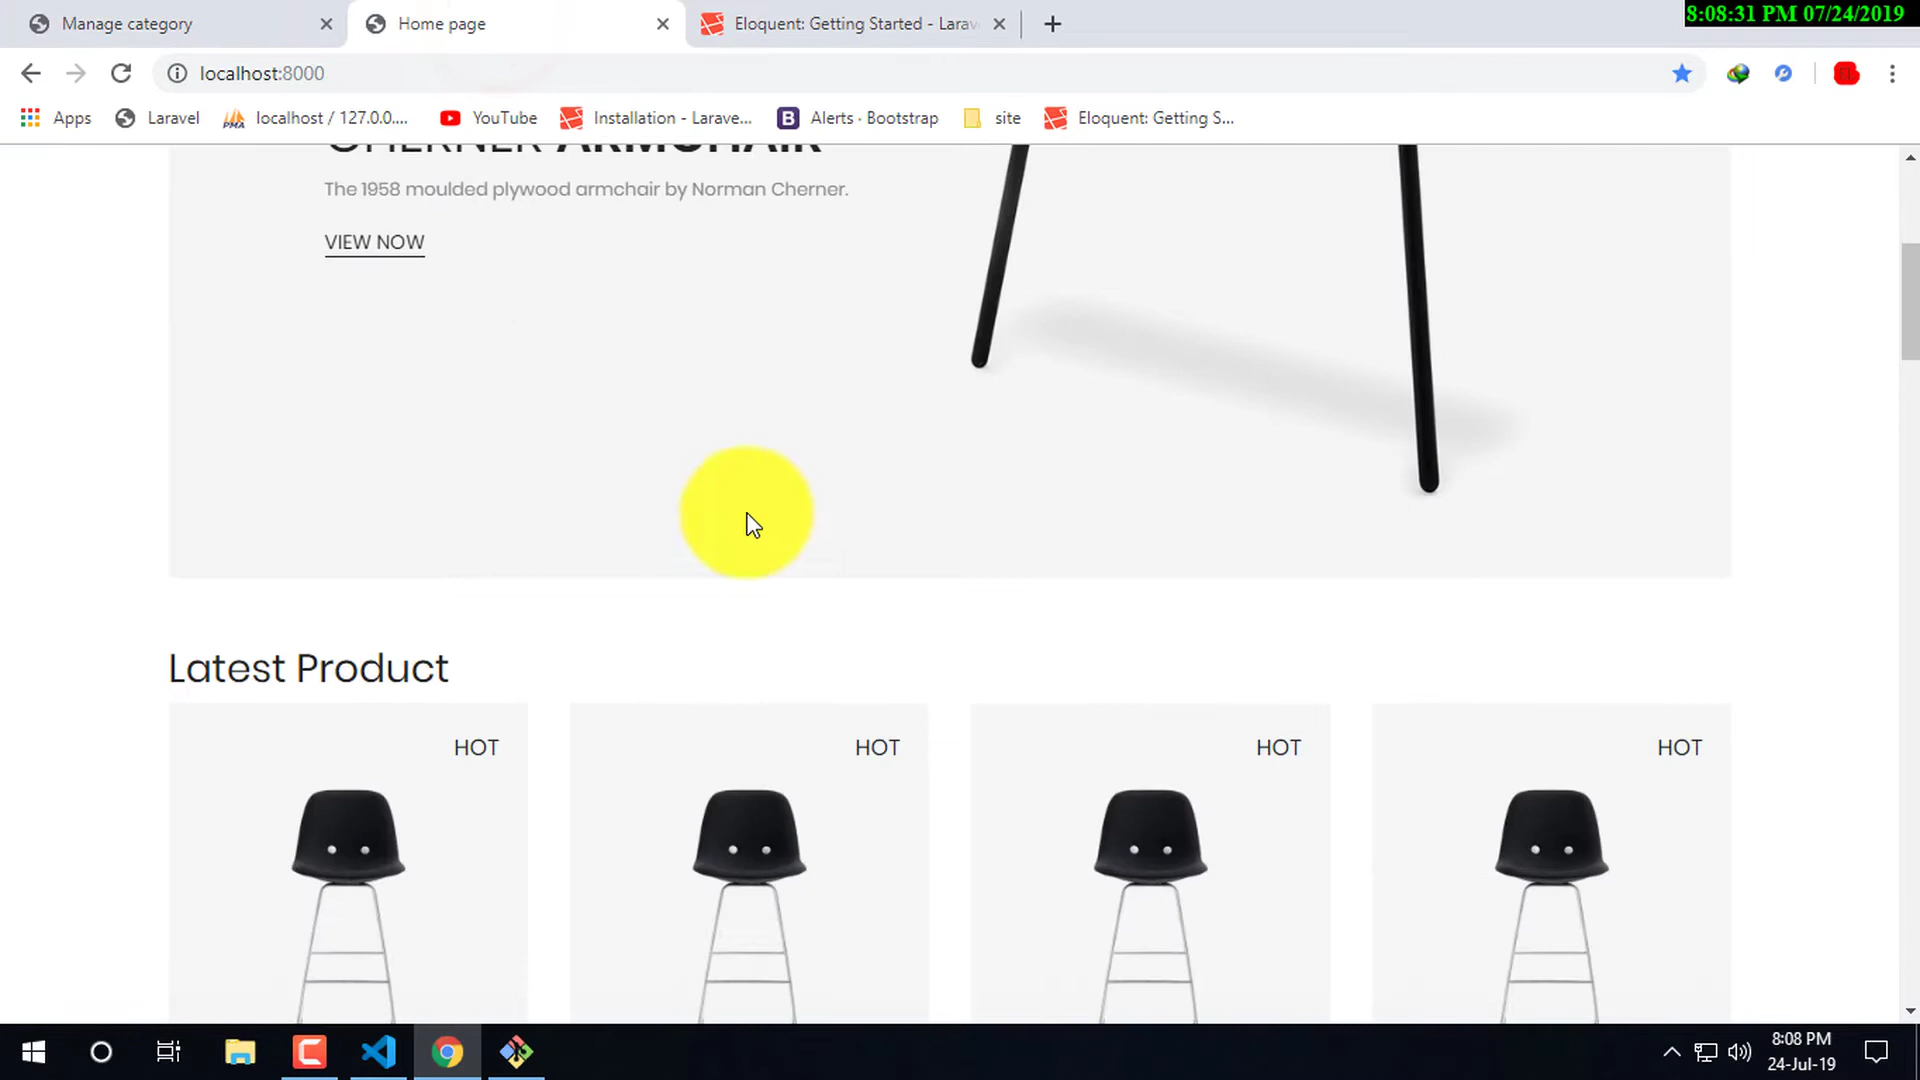 8:08:31 PM 07/24/2019
Manage category
Home page
Eloquent: Getting Started - Larav
localhost:8000
Apps
Laravel
localhost / 127.0.0....
YouTube
Installation - Larave...
Alerts · Bootstrap
site
Eloquent: Getting S...
CHERNER ARMCHAIR
The 1958 moulded plywood armchair by Norman Cherner.
VIEW NOW
Latest Product
HOT
HOT
HOT
HOT
8:08 PM
24-Jul-19